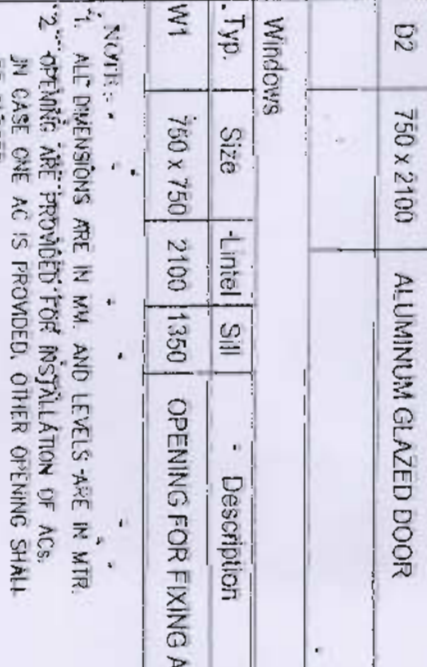 D2 750 x 2100 ALUMINUM GLAZED DOOR
Windows
Typ. Size Lintel Sill Description
W1 750 x 750 2100 1350 OPENING FOR FIXING A
NOTE:-
1. ALL DIMENSIONS ARE IN MM. AND LEVELS ARE IN MTR.
2. OPENING ARE PROVIDED FOR INSTALLATION OF ACs.
IN CASE ONE AC IS PROVIDED, OTHER OPENING SHALL